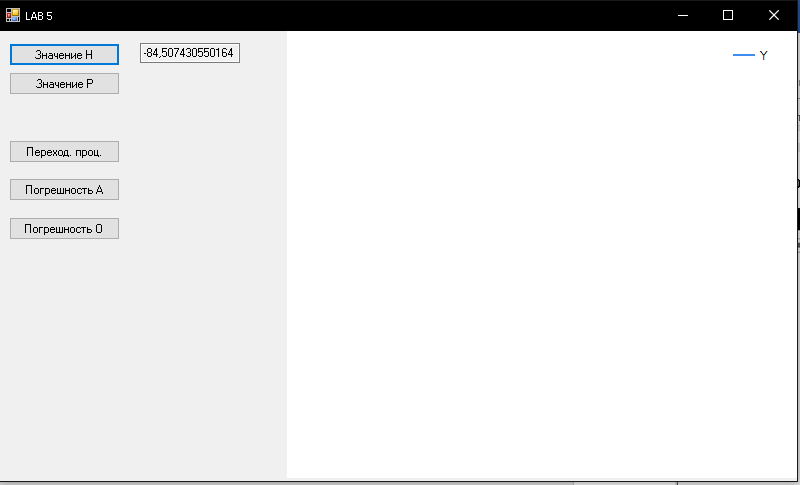 LAB 5
Значение Н
-84,507430550164
Значение Р
Переход. проц.
Погрешность А
Погрешность О
Y